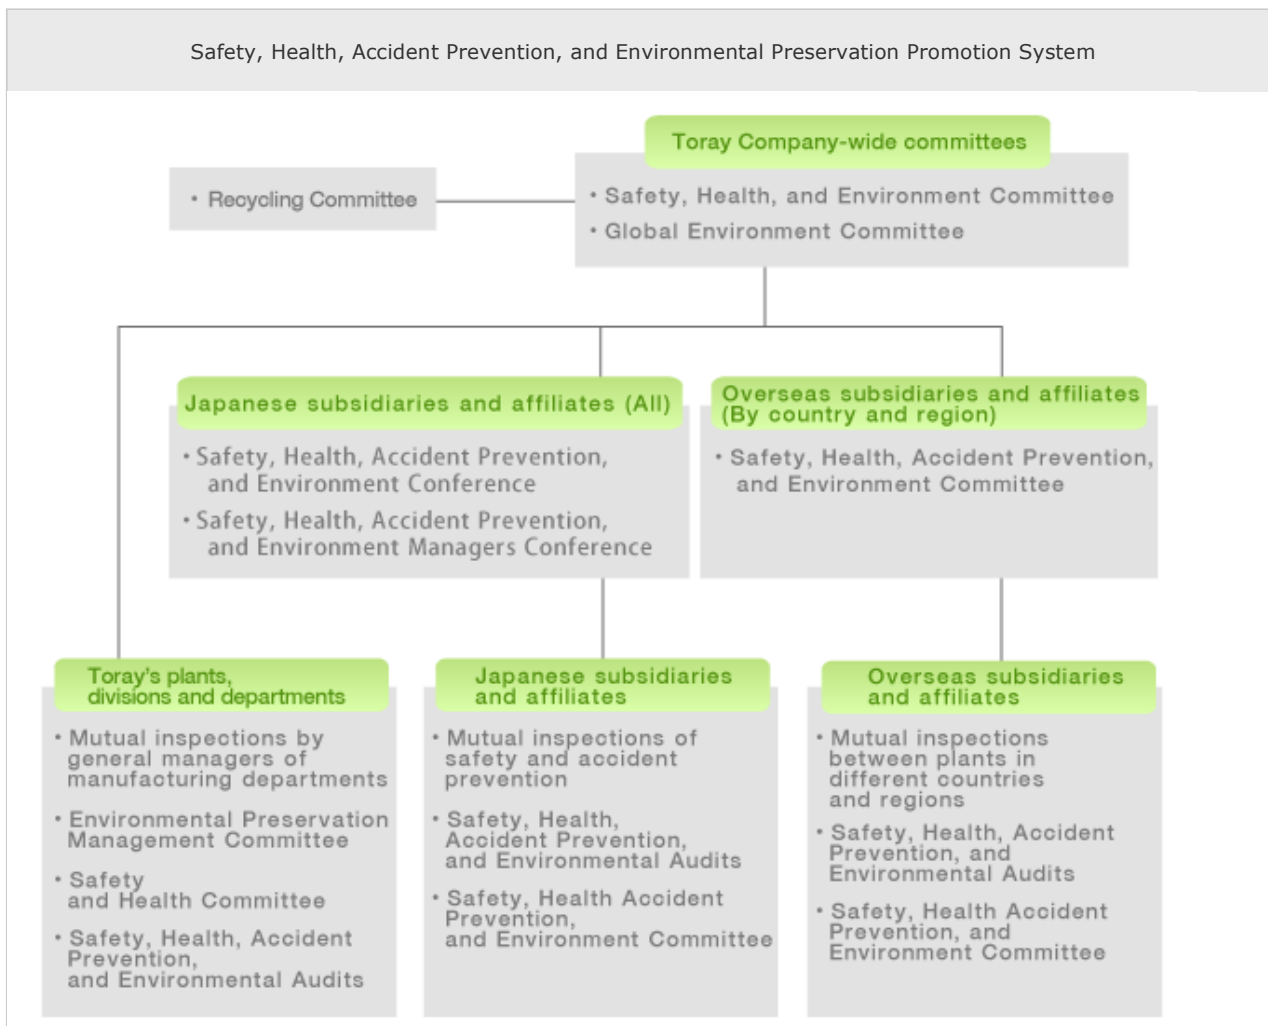 Safety, Health, Accident Prevention, and Environmental Preservation Promotion System
Toray Company-wide committees
• Recycling Committee
• Safety, Health, and Environment Committee
• Global Environment Committee
Japanese subsidiaries and affiliates (All)
• Safety, Health, Accident Prevention,
and Environment Conference
• Safety, Health, Accident Prevention,
and Environment Managers Conference
Overseas subsidiaries and affiliates
(By country and region)
• Safety, Health, Accident Prevention,
and Environment Committee
Toray’s plants,
divisions and departments
• Mutual inspections by
general managers of
manufacturing departments
• Environmental Preservation
Management Committee
• Safety
and Health Committee
• Safety, Health, Accident
Prevention,
and Environmental Audits
Japanese subsidiaries
and affiliates
• Mutual inspections of
safety and accident
prevention
• Safety, Health,
Accident Prevention,
and Environmental Audits
• Safety, Health Accident
Prevention,
and Environment Committee
Overseas subsidiaries
and affiliates
• Mutual inspections
between plants in
different countries
and regions
• Safety, Health, Accident
Prevention, and
Environmental Audits
• Safety, Health Accident
Prevention, and
Environment Committee